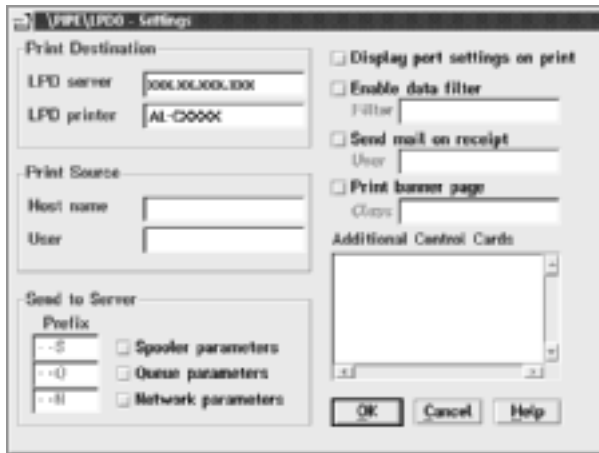 \PIPE\LPD0 - Settings
Print Destination
LPD server xxx.xx.xxx.xxx
LPD printer AL-CXXXX
Print Source
Host name
User
Send to Server
Prefix
--S Spooler parameters
--Q Queue parameters
--N Network parameters
Display port settings on print
Enable data filter
Filter
Send mail on receipt
User
Print banner page
Class
Additional Control Cards
OK Cancel Help